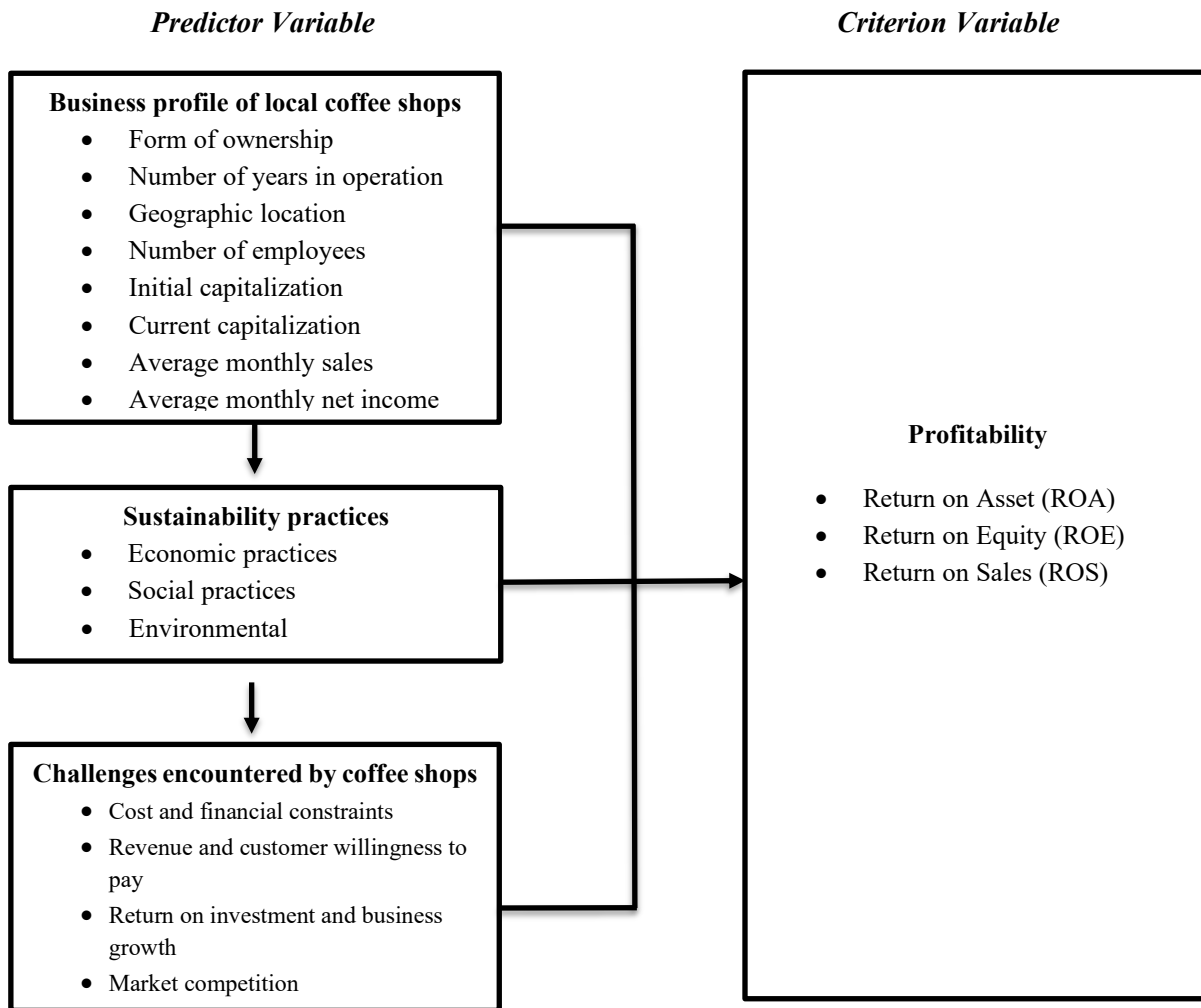 Predictor Variable
Criterion Variable
Business profile of local coffee shops
• Form of ownership
• Number of years in operation
• Geographic location
• Number of employees
• Initial capitalization
• Current capitalization
• Average monthly sales
• Average monthly net income
Sustainability practices
• Economic practices
• Social practices
• Environmental
Challenges encountered by coffee shops
• Cost and financial constraints
• Revenue and customer willingness to
pay
• Return on investment and business
growth
• Market competition
Profitability
• Return on Asset (ROA)
• Return on Equity (ROE)
• Return on Sales (ROS)